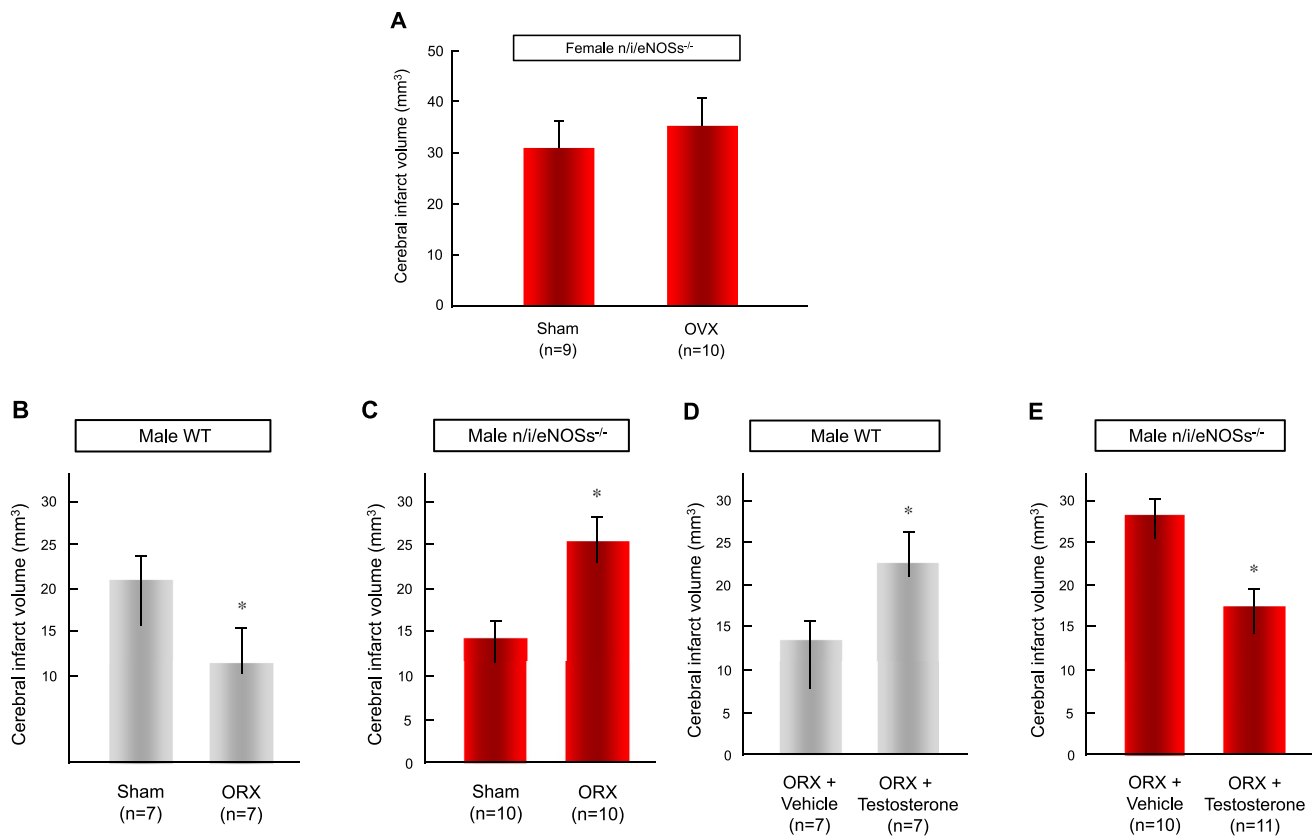 A
Female n/i/eNOSs-/-
Cerebral infarct volume (mm³)
50
40
30
20
10
0
Sham
(n=9)
OVX
(n=10)
B
Male WT
Cerebral infarct volume (mm³)
30
25
20
15
10
*
Sham
(n=7)
ORX
(n=7)
C
Male n/i/eNOSs-/-
Cerebral infarct volume (mm³)
30
25
20
15
10
5
0
*
Sham
(n=10)
ORX
(n=10)
D
Male WT
Cerebral infarct volume (mm³)
30
25
20
15
10
5
0
*
ORX +
Vehicle
(n=7)
ORX +
Testosterone
(n=7)
E
Male n/i/eNOSs-/-
Cerebral infarct volume (mm³)
30
25
20
15
10
5
0
*
ORX +
Vehicle
(n=10)
ORX +
Testosterone
(n=11)